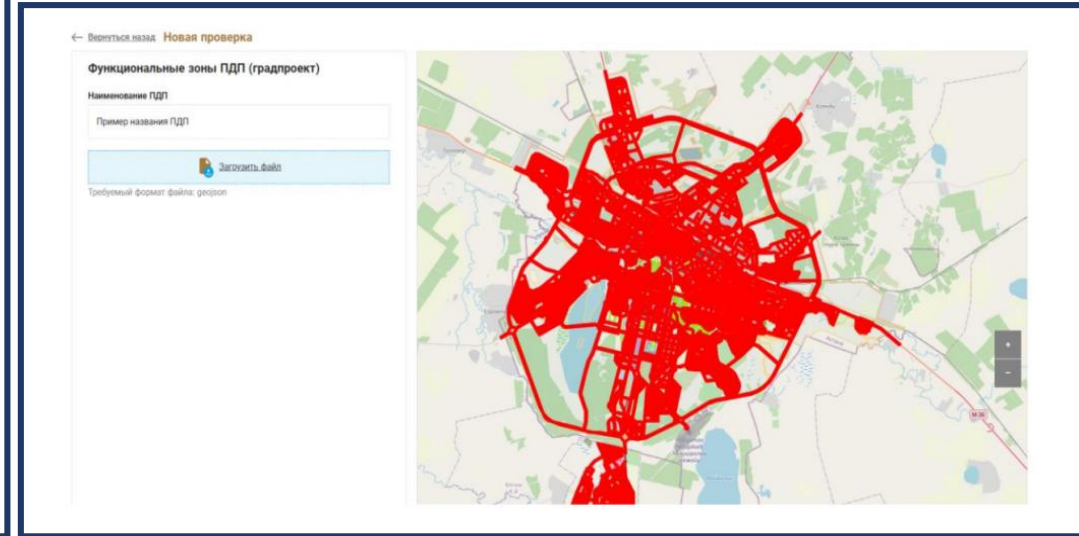 ← Вернуться назад Новая проверка
Функциональные зоны ПДП (градпроект)
Наименование ПДП
Пример названия ПДП
Загрузить файл
Требуемый формат файла: geojson
+
Астана
−
М-36